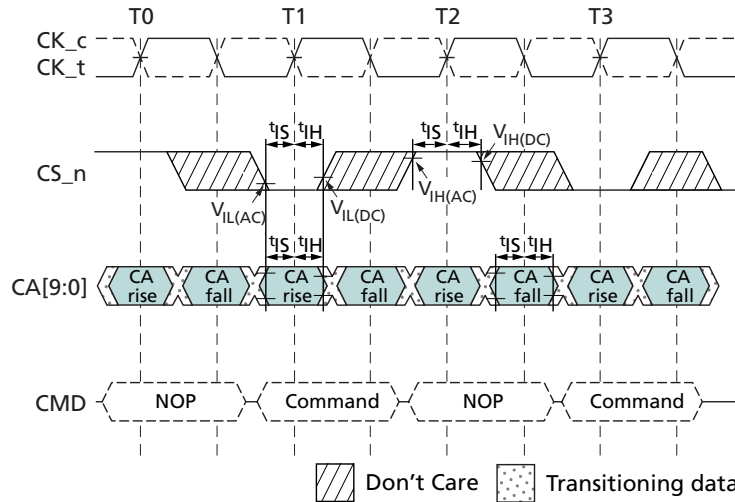 T0 T1 T2 T3
CK_c
CK_t
tIS tIH tIS tIH VIH(DC)
CS_n
VIL(AC) VIL(DC) VIH(AC)
tIS tIH tIS tIH
CA[9:0]
CA rise CA fall CA rise CA fall CA rise CA fall CA rise CA fall
CMD NOP Command NOP Command
Don't Care Transitioning data